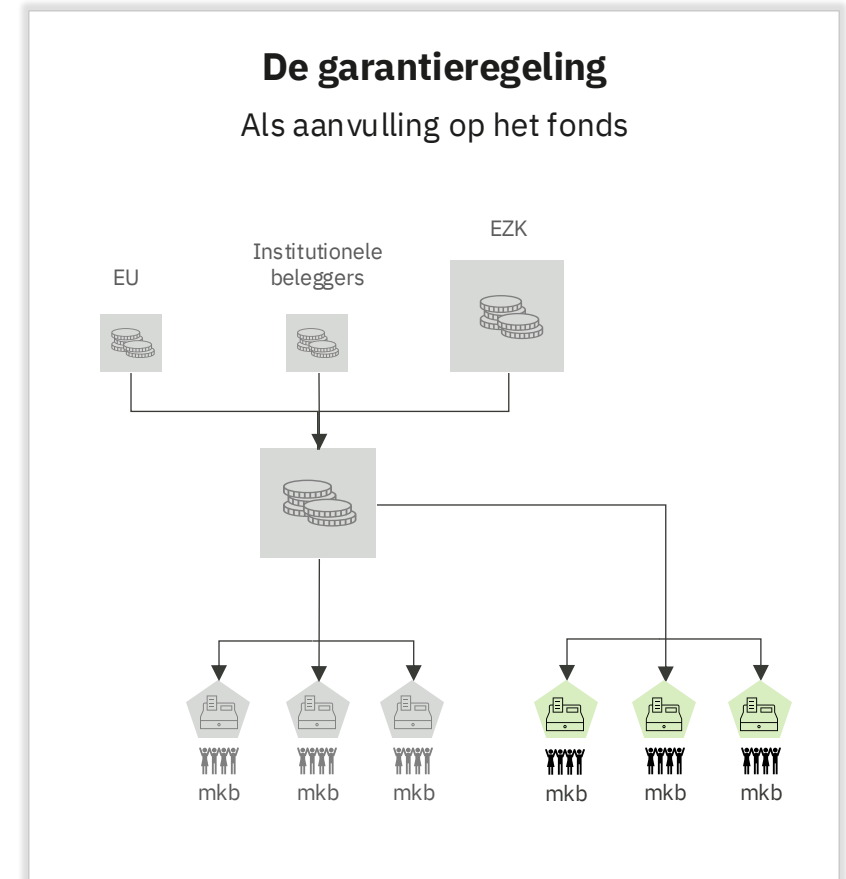 De garantieregeling
Als aanvulling op het fonds
EZK
Institutionele
beleggers
EU
mkb
mkb
mkb
mkb
mkb
mkb